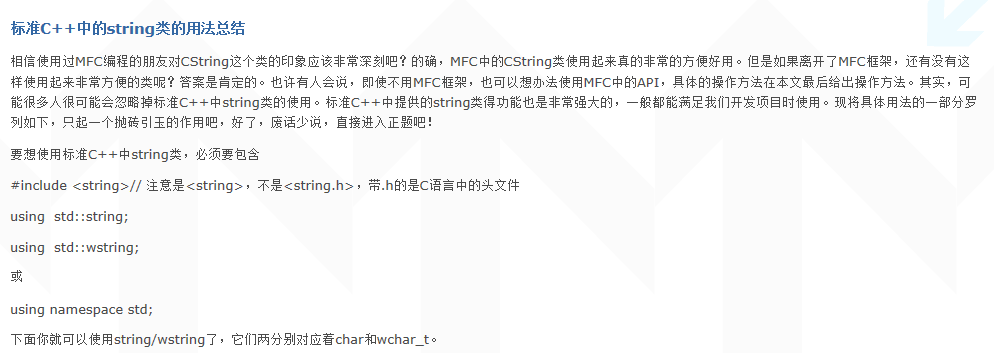 标准C++中的string类的用法总结
相信使用过MFC编程的朋友对CString这个类的印象应该非常深刻吧？的确，MFC中的CString类使用起来真的非常的方便好用。但是如果离开了MFC框架，还有没有这
样使用起来非常方便的类呢？答案是肯定的。也许有人会说，即使不用MFC框架，也可以想办法使用MFC中的API，具体的操作方法在本文最后给出操作方法。其实，可
能很多人很可能会忽略掉标准C++中string类的使用。标准C++中提供的string类得功能也是非常强大的，一般都能满足我们开发项目时使用。现将具体用法的一部分罗
列如下，只起一个抛砖引玉的作用吧，好了，废话少说，直接进入正题吧！
要想使用标准C++中string类，必须要包含
#include <string>// 注意是<string>，不是<string.h>，带.h的是C语言中的头文件
using  std::string;
using  std::wstring;
或
using namespace std;
下面你就可以使用string/wstring了，它们两分别对应着char和wchar_t。